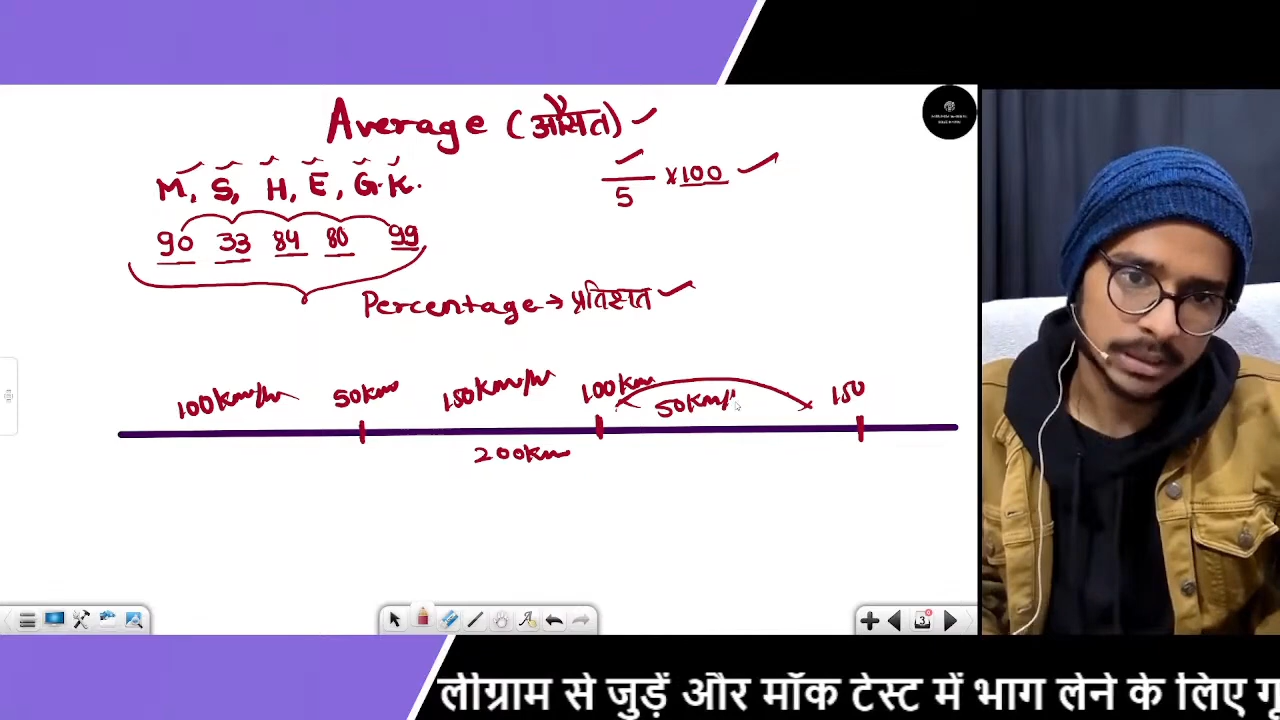 Average (औसत)
M, S, H, E, G.K.
90 33 84 80 99
5 ×100
Percentage → प्रतिशत
100km/hr 50km 150km/hr 100km 50km/ 150
200km
3
लीग्राम से जुड़ें और मॉक टेस्ट में भाग लेने के लिए गू